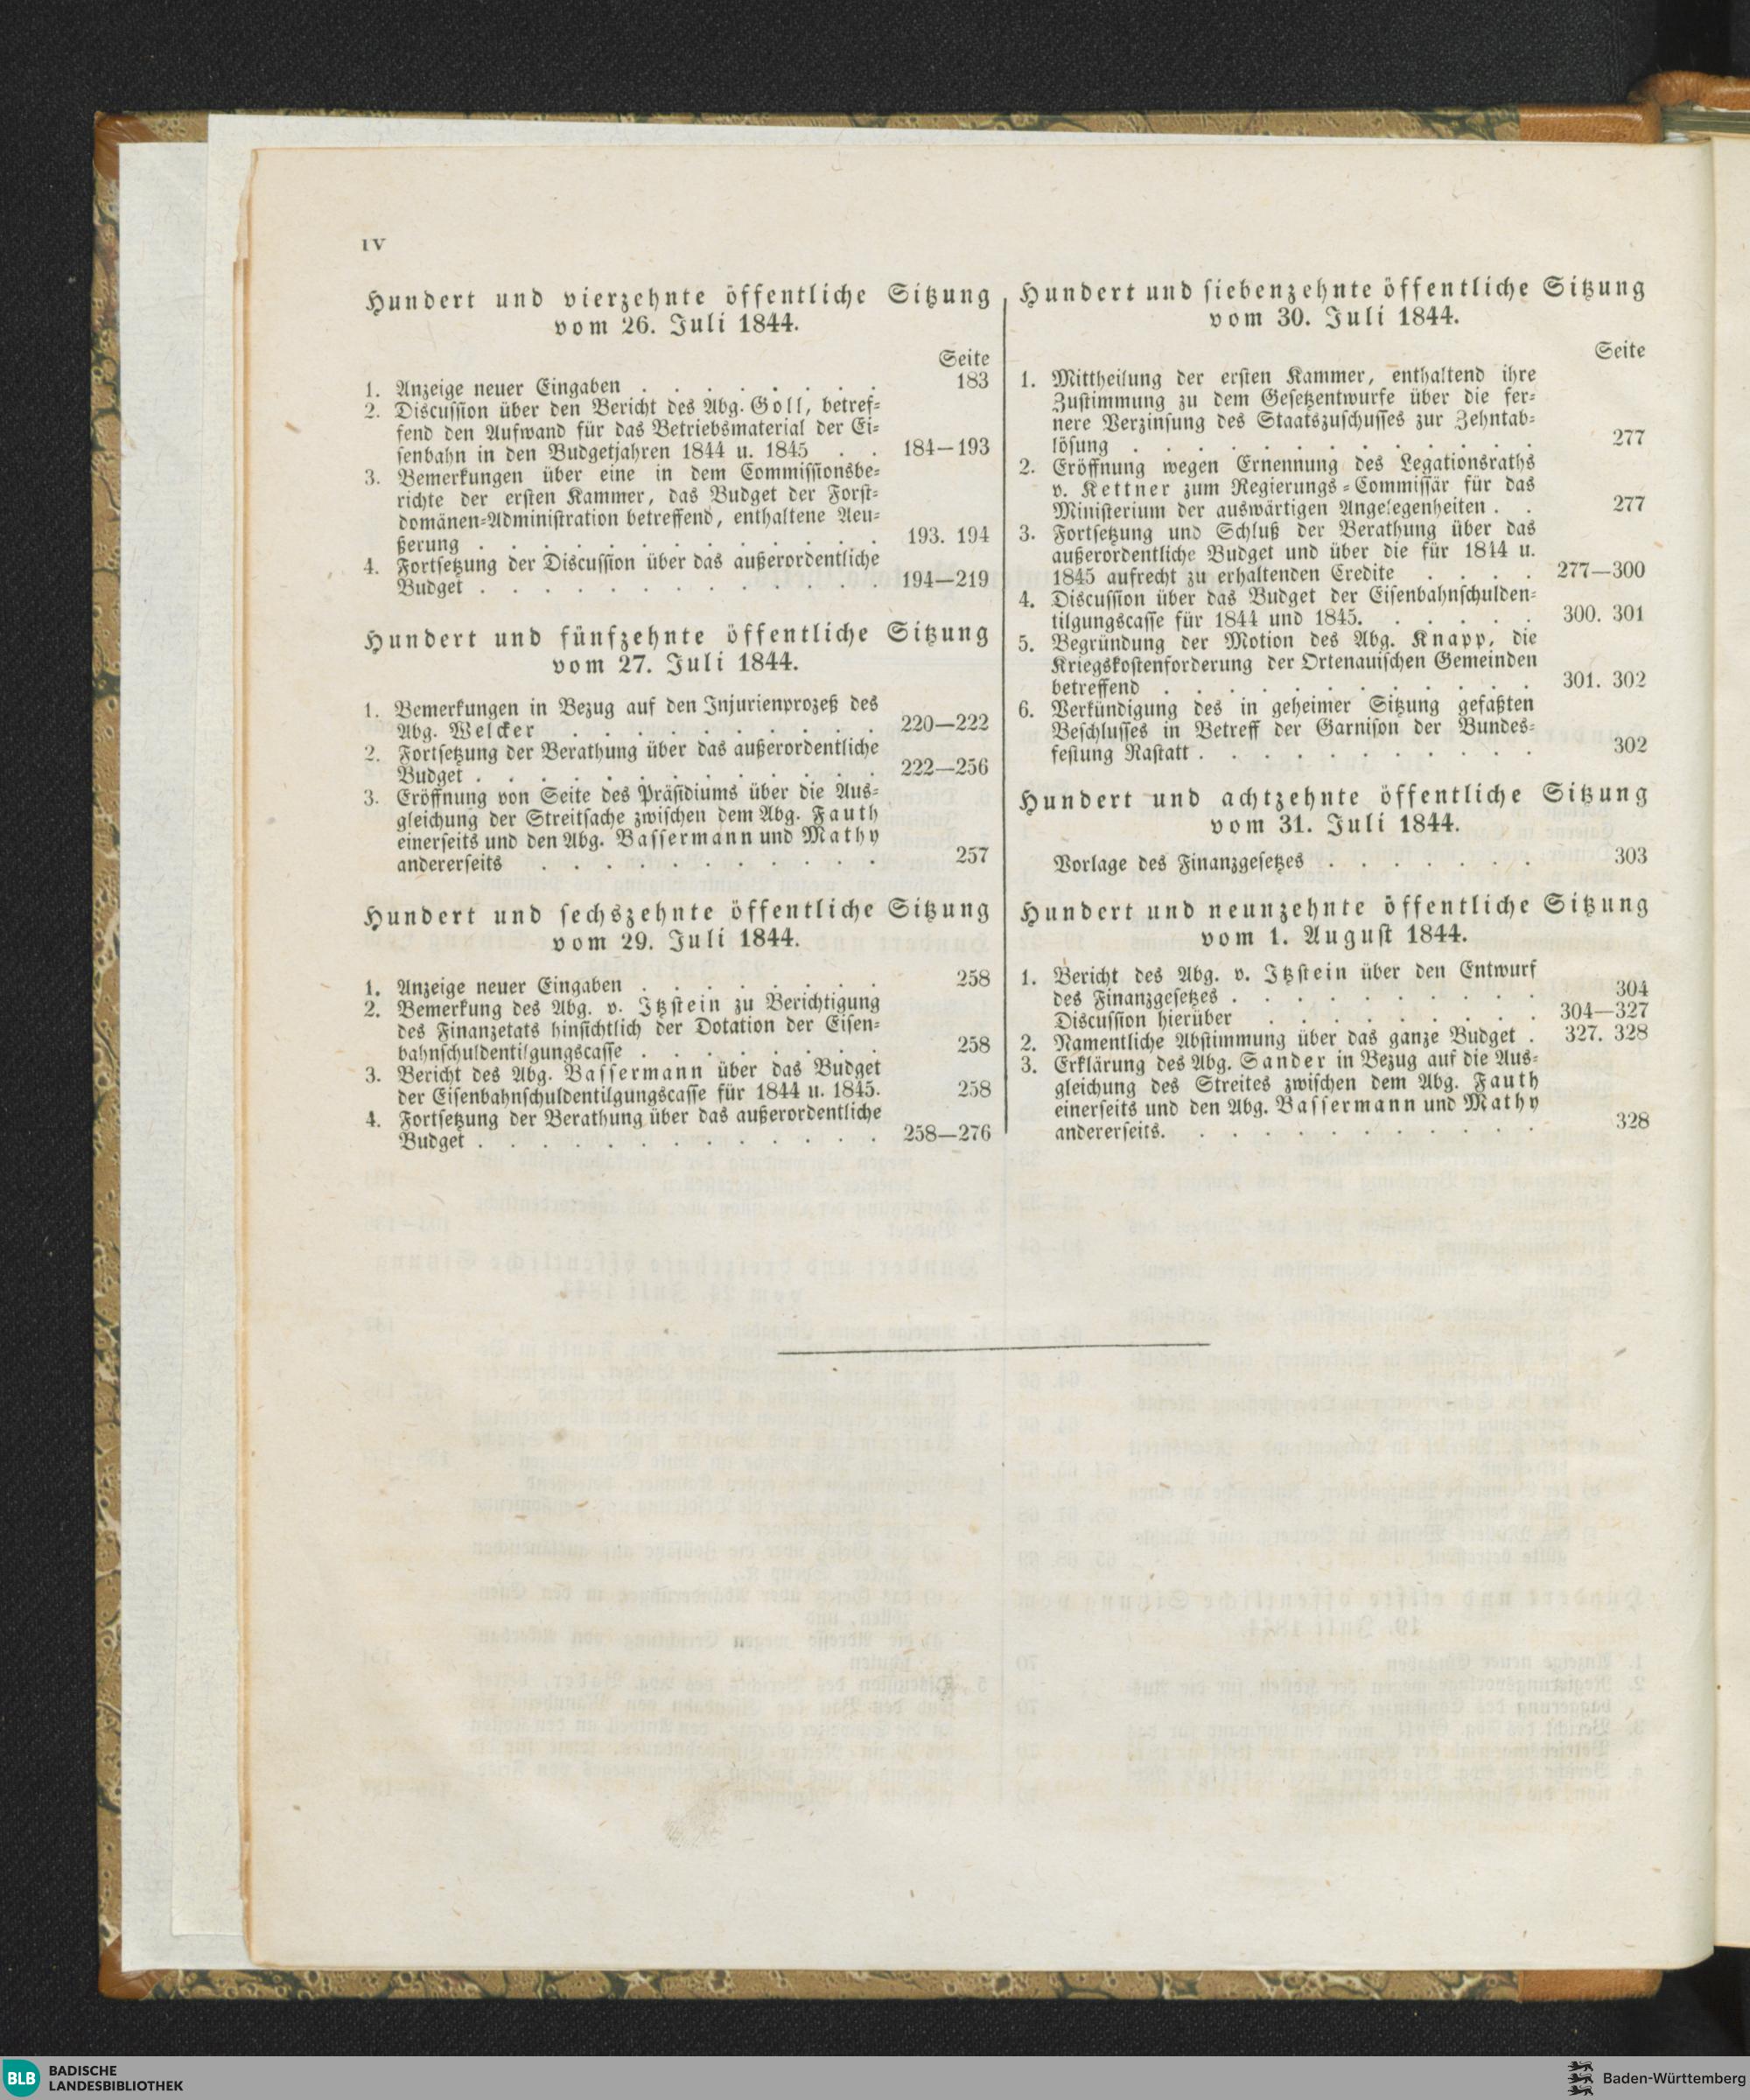 IV
Hundert und vierzehnte öffentliche Sitzung
vom 26. Juli 1844.
Seite
1. Anzeige neuer Eingaben . . . . . . . . 183
2. Discussion über den Bericht des Abg. Goll, betref-
fend den Aufwand für das Betriebsmaterial der Ei-
senbahn in den Budgetjahren 1844 u. 1845 . . 184—193
3. Bemerkungen über eine in dem Commissionsbe-
richte der ersten Kammer, das Budget der Forst-
domänen-Administration betreffend, enthaltene Aeu-
ßerung . . . . . . . . . . . . . 193. 194
4. Fortsetzung der Discussion über das außerordentliche
Budget . . . . . . . . . . . . . 194—219
Hundert und fünfzehnte öffentliche Sitzung
vom 27. Juli 1844.
1. Bemerkungen in Bezug auf den Injurienprozeß des
Abg. Welcker . . . . . . . . . . 220—222
2. Fortsetzung der Berathung über das außerordentliche
Budget . . . . . . . . . . . . . 222—256
3. Eröffnung von Seite des Präsidiums über die Aus-
gleichung der Streitsache zwischen dem Abg. Fauth
einerseits und den Abg. Bassermann und Mathy
andererseits . . . . . . . . . . . 257
Hundert und sechszehnte öffentliche Sitzung
vom 29. Juli 1844.
1. Anzeige neuer Eingaben . . . . . . . . 258
2. Bemerkung des Abg. v. Itzstein zu Berichtigung
des Finanzetats hinsichtlich der Dotation der Eisen-
bahnschuldentilgungscasse . . . . . . . . 258
3. Bericht des Abg. Bassermann über das Budget
der Eisenbahnschuldentilgungscasse für 1844 u. 1845. 258
4. Fortsetzung der Berathung über das außerordentliche
Budget . . . . . . . . . . . . . 258—276
Hundert und siebenzehnte öffentliche Sitzung
vom 30. Juli 1844.
Seite
1. Mittheilung der ersten Kammer, enthaltend ihre
Zustimmung zu dem Gesetzentwurfe über die fer-
nere Verzinsung des Staatszuschusses zur Zehntab-
lösung . . . . . . . . . . . . . 277
2. Eröffnung wegen Ernennung des Legationsraths
v. Kettner zum Regierungs-Commissär für das
Ministerium der auswärtigen Angelegenheiten . . 277
3. Fortsetzung und Schluß der Berathung über das
außerordentliche Budget und über die für 1844 u.
1845 aufrecht zu erhaltenden Credite . . . . 277—300
4. Discussion über das Budget der Eisenbahnschulden-
tilgungscasse für 1844 und 1845. . . . . . 300. 301
5. Begründung der Motion des Abg. Knapp, die
Kriegskostenforderung der Ortenauischen Gemeinden
betreffend . . . . . . . . . . . . 301. 302
6. Verkündigung des in geheimer Sitzung gefaßten
Beschlusses in Betreff der Garnison der Bundes-
festung Rastatt . . . . . . . . . . . 302
Hundert und achtzehnte öffentliche Sitzung
vom 31. Juli 1844.
Vorlage des Finanzgesetzes . . . . . . . 303
Hundert und neunzehnte öffentliche Sitzung
vom 1. August 1844.
1. Bericht des Abg. v. Itzstein über den Entwurf
des Finanzgesetzes . . . . . . . . . . 304
Discussion hierüber . . . . . . . . . 304—327
2. Namentliche Abstimmung über das ganze Budget . 327. 328
3. Erklärung des Abg. Sander in Bezug auf die Aus-
gleichung des Streites zwischen dem Abg. Fauth
einerseits und den Abg. Bassermann und Mathy
andererseits. . . . . . . . . . . . 328
BLB BADISCHE
LANDESBIBLIOTHEK
Baden-Württemberg